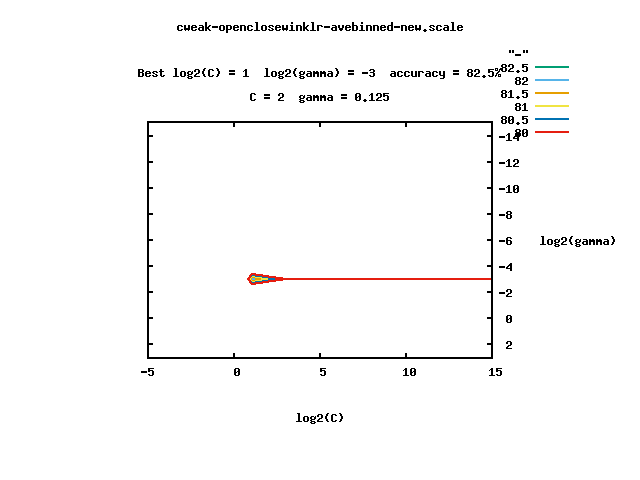 cweak-openclosewinklr-avebinned-new.scale
"-"
Best log2(C) = 1  log2(gamma) = -3  accuracy = 82.5%
82.5
82
81.5
81
80.5
80
C = 2  gamma = 0.125
-14
-12
-10
-8
-6
log2(gamma)
-4
-2
0
2
-5 0 5 10 15
log2(C)